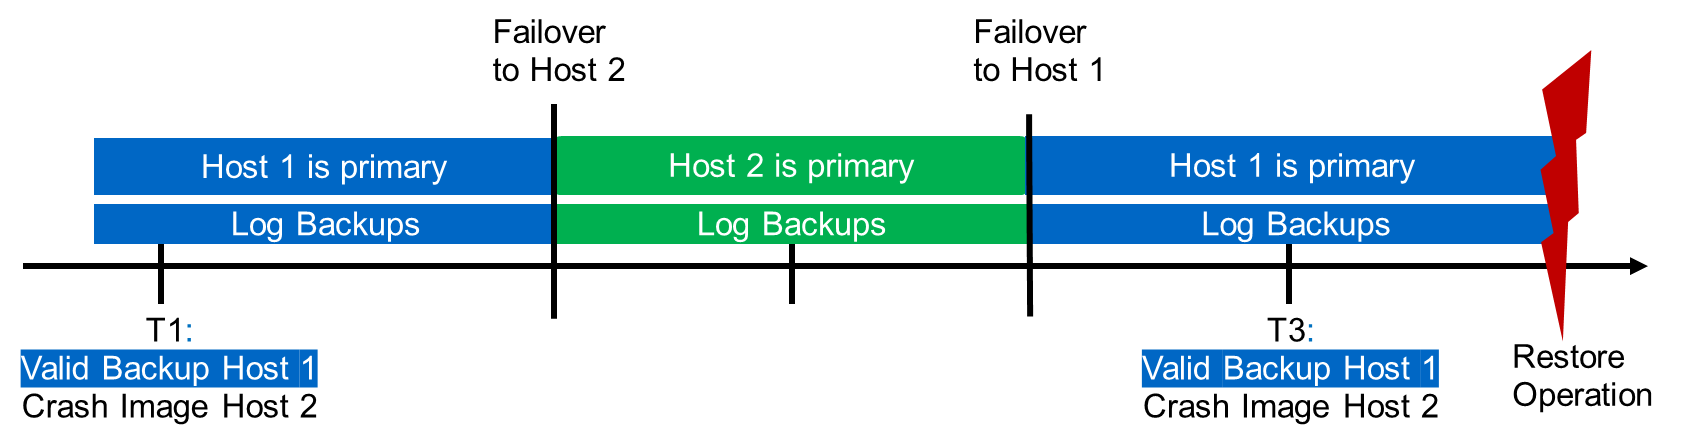 Failover
to Host 2
Failover
to Host 1
Host 1 is primary
Host 2 is primary
Host 1 is primary
Log Backups
Log Backups
Log Backups
T1:
Valid Backup Host 1
Crash Image Host 2
T3:
Valid Backup Host 1
Crash Image Host 2
Restore
Operation